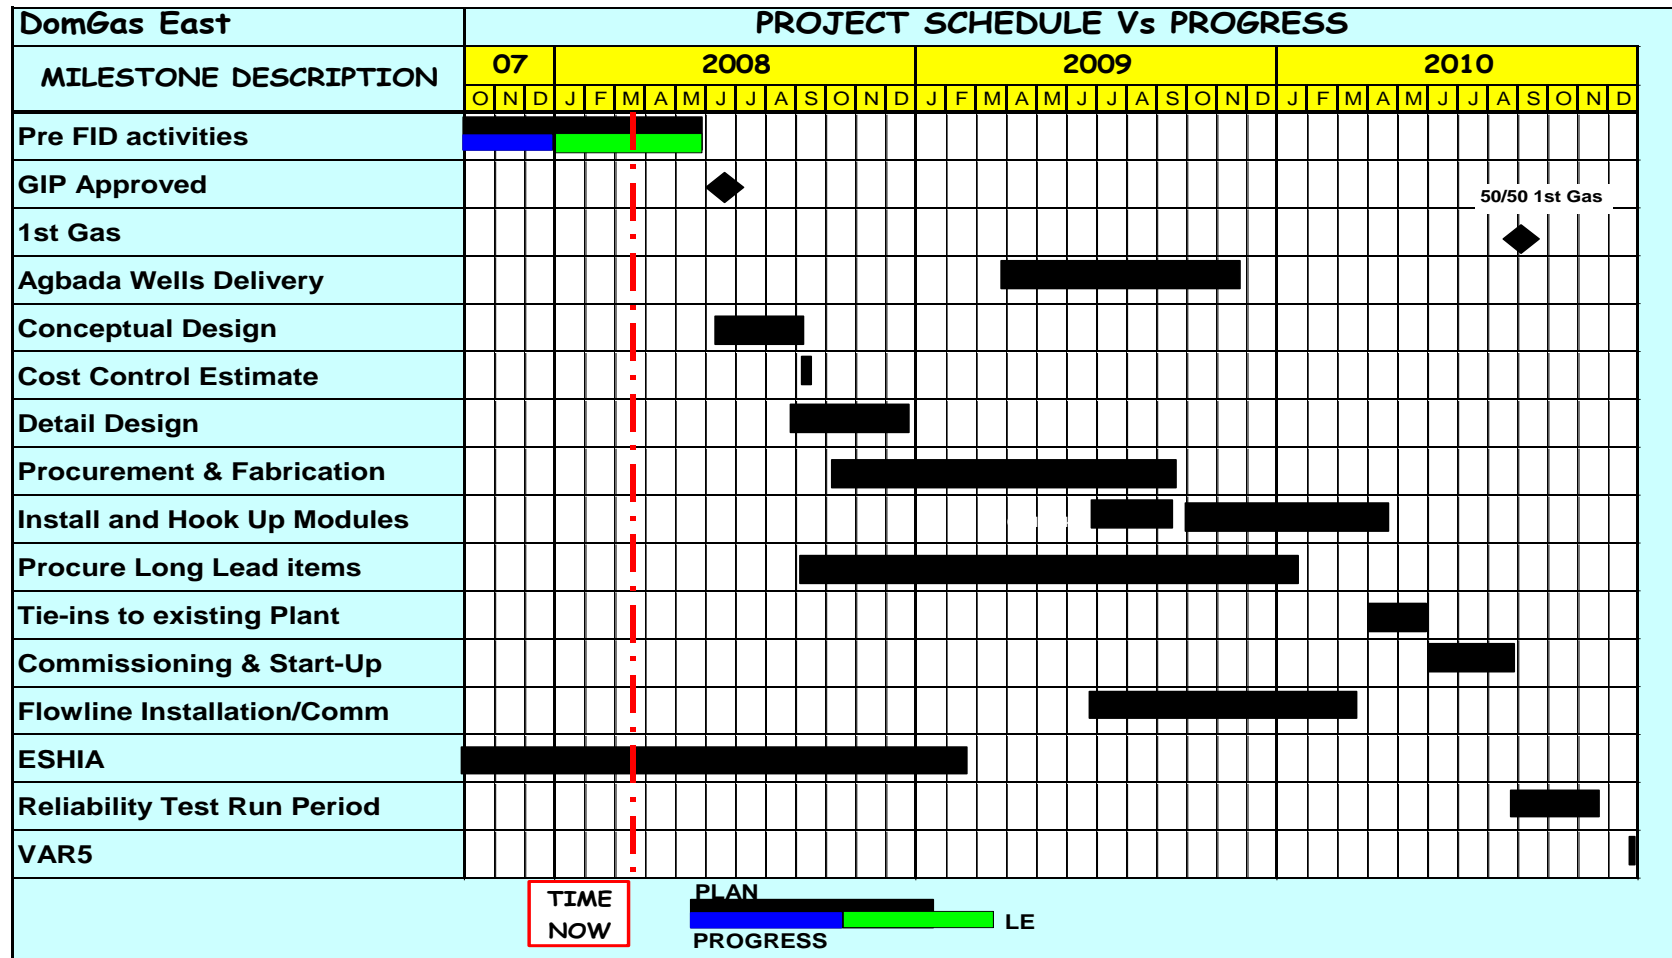 DomGas East PROJECT SCHEDULE Vs PROGRESS
MILESTONE DESCRIPTION 07 2008 2009 2010
O N D J F M A M J J A S O N D J F M A M J J A S O N D J F M A M J J A S O N D
Pre FID activities
GIP Approved
50/50 1st Gas
1st Gas
Agbada Wells Delivery
Conceptual Design
Cost Control Estimate
Detail Design
Procurement & Fabrication
Install and Hook Up Modules
Procure Long Lead items
Tie-ins to existing Plant
Commissioning & Start-Up
Flowline Installation/Comm
ESHIA
Reliability Test Run Period
VAR5
TIME
NOW
PLAN
LE
PROGRESS